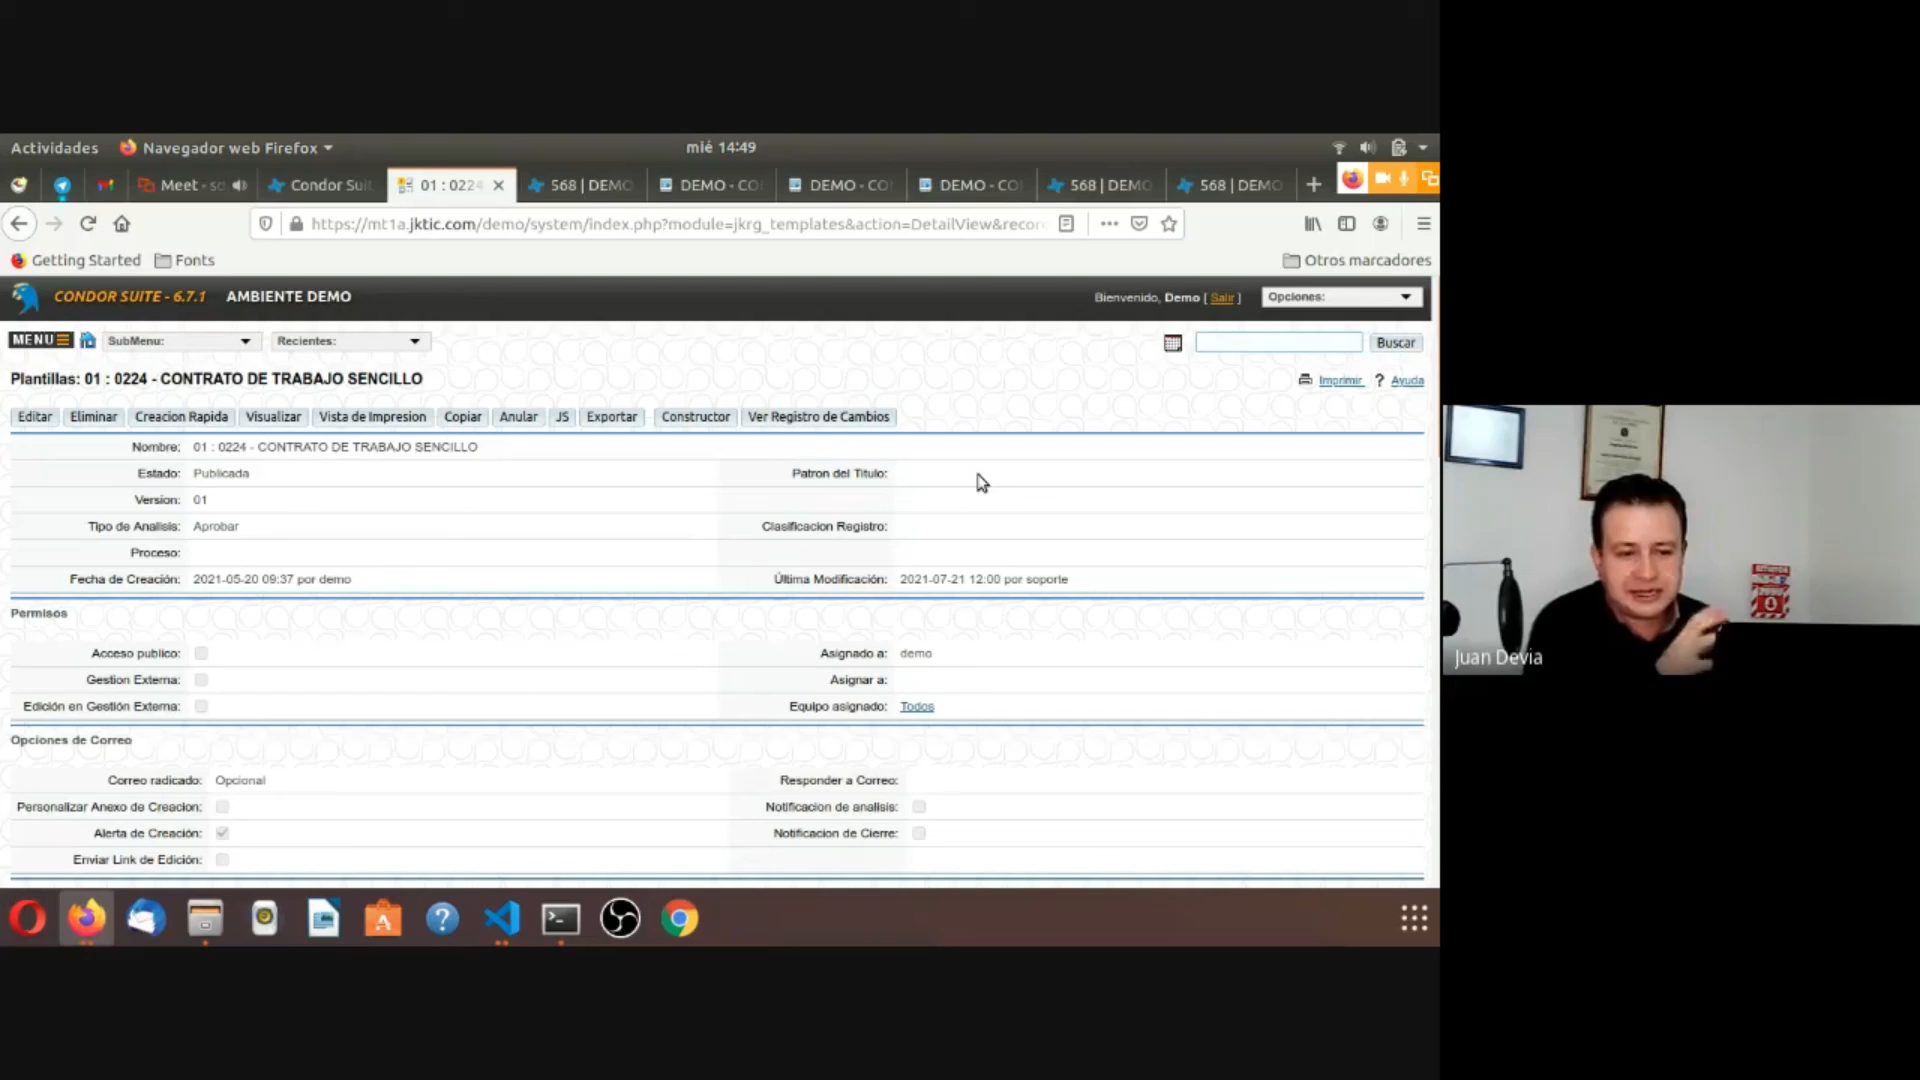 Actividades Navegador web Firefox mié 14:49
Meet - so Condor Sui 01 : 0224 568 | DEMO DEMO - CO DEMO - CO DEMO - CO 568 | DEMO 568 | DEMO
https://mt1a.jktic.com/demo/system/index.php?module=jkrg_templates&action=DetailView&recor
Getting Started Fonts Otros marcadores
CONDOR SUITE - 6.7.1 AMBIENTE DEMO Bienvenido, Demo [ Salir ] Opciones:
MENU SubMenu: Recientes: Buscar
Plantillas: 01 : 0224 - CONTRATO DE TRABAJO SENCILLO Imprimir ? Ayuda
Editar Eliminar Creacion Rapida Visualizar Vista de Impresion Copiar Anular JS Exportar Constructor Ver Registro de Cambios
Nombre: 01 : 0224 - CONTRATO DE TRABAJO SENCILLO
Estado: Publicada Patron del Titulo:
Version: 01
Tipo de Analisis: Aprobar Clasificacion Registro:
Proceso:
Fecha de Creación: 2021-05-20 09:37 por demo Última Modificación: 2021-07-21 12:00 por soporte
Permisos
Acceso publico: Asignado a: demo
Gestion Externa: Asignar a:
Edición en Gestión Externa: Equipo asignado: Todos
Opciones de Correo
Correo radicado: Opcional Responder a Correo:
Personalizar Anexo de Creacion: Notificacion de analisis:
Alerta de Creación: Notificacion de Cierre:
Enviar Link de Edición:
Juan Devia